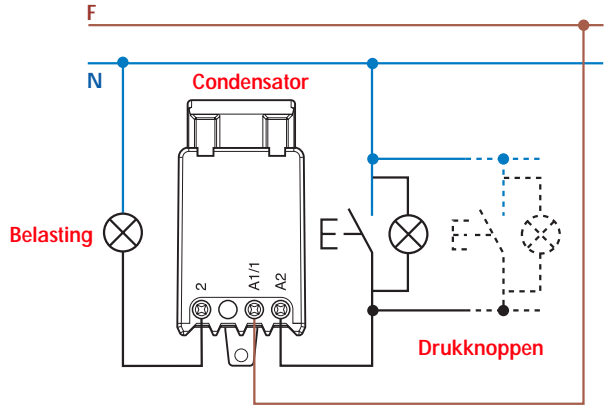 F
N
Condensator
Belasting
2
A1/1
A2
Drukknoppen